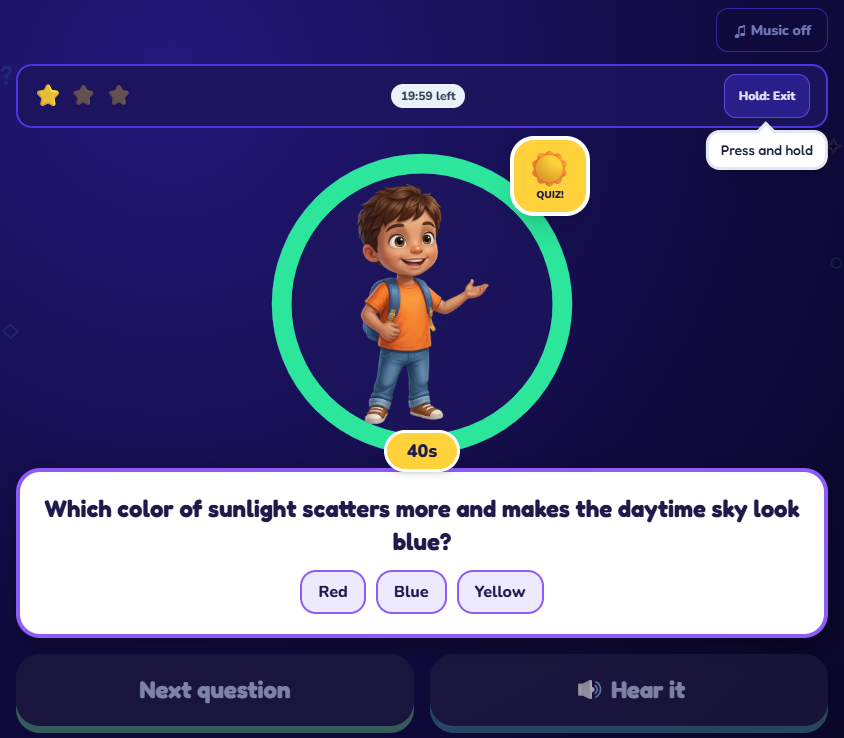 ♫ Music off
19:59 left
Hold: Exit
Press and hold
QUIZ!
40s
Which color of sunlight scatters more and makes the daytime sky look
blue?
Red
Blue
Yellow
Next question
Hear it